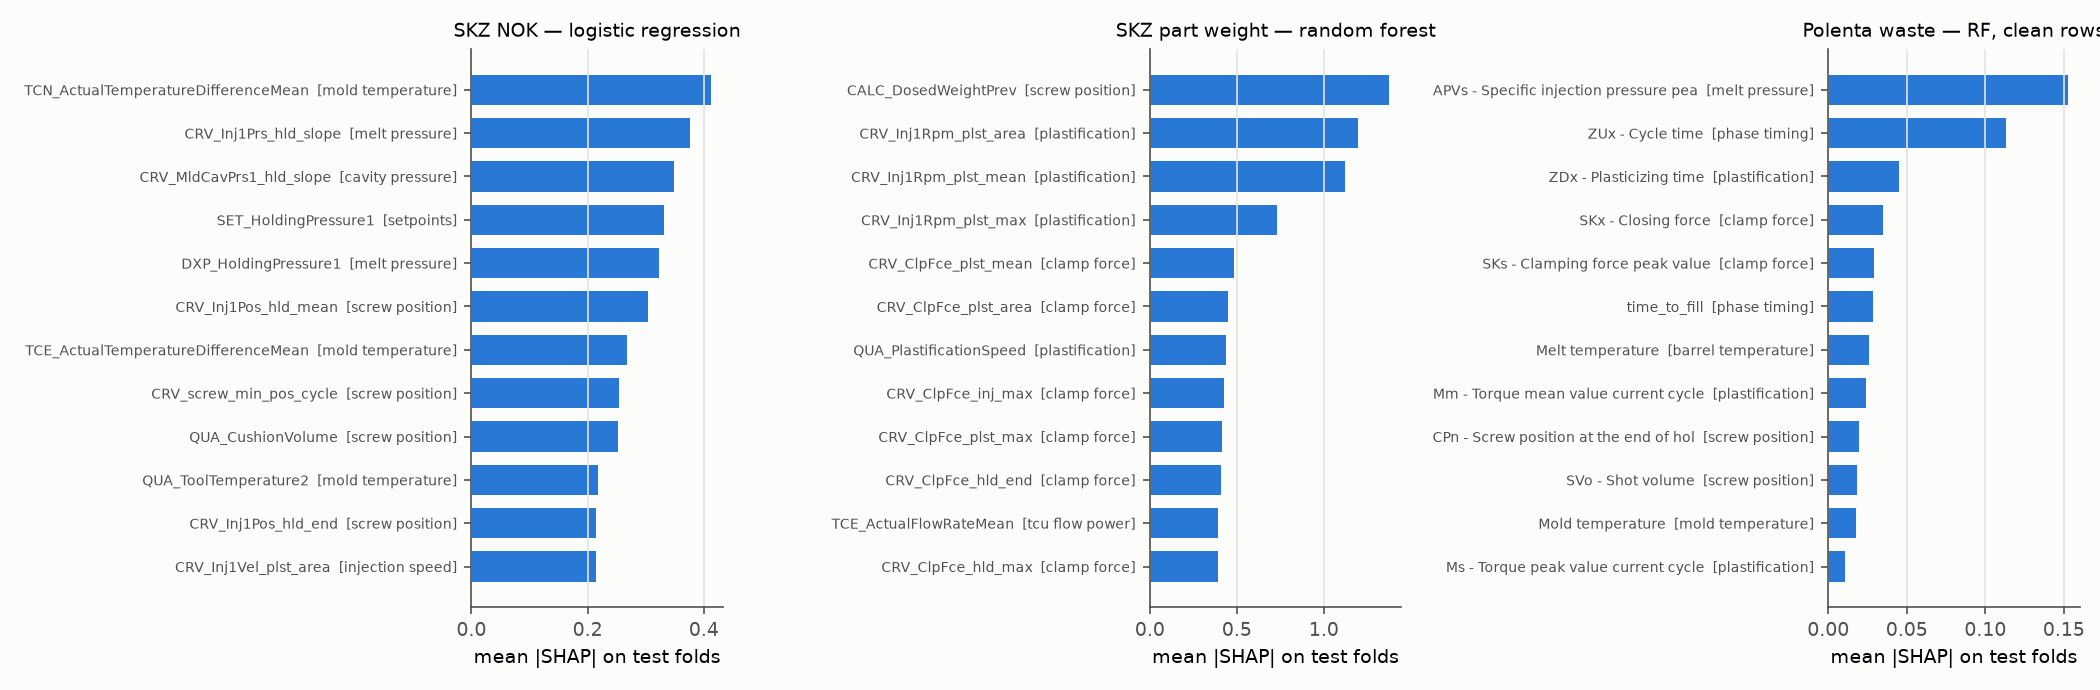 SKZ NOK — logistic regression
TCN_ActualTemperatureDifferenceMean [mold temperature]
CRV_Inj1Prs_hld_slope [melt pressure]
CRV_MldCavPrs1_hld_slope [cavity pressure]
SET_HoldingPressure1 [setpoints]
DXP_HoldingPressure1 [melt pressure]
CRV_Inj1Pos_hld_mean [screw position]
TCE_ActualTemperatureDifferenceMean [mold temperature]
CRV_screw_min_pos_cycle [screw position]
QUA_CushionVolume [screw position]
QUA_ToolTemperature2 [mold temperature]
CRV_Inj1Pos_hld_end [screw position]
CRV_Inj1Vel_plst_area [injection speed]
0.0 0.2 0.4
mean |SHAP| on test folds
SKZ part weight — random forest
CALC_DosedWeightPrev [screw position]
CRV_Inj1Rpm_plst_area [plastification]
CRV_Inj1Rpm_plst_mean [plastification]
CRV_Inj1Rpm_plst_max [plastification]
CRV_ClpFce_plst_mean [clamp force]
CRV_ClpFce_plst_area [clamp force]
QUA_PlastificationSpeed [plastification]
CRV_ClpFce_inj_max [clamp force]
CRV_ClpFce_plst_max [clamp force]
CRV_ClpFce_hld_end [clamp force]
TCE_ActualFlowRateMean [tcu flow power]
CRV_ClpFce_hld_max [clamp force]
0.0 0.5 1.0
mean |SHAP| on test folds
Polenta waste — RF, clean rows
APVs - Specific injection pressure pea [melt pressure]
ZUx - Cycle time [phase timing]
ZDx - Plasticizing time [plastification]
SKx - Closing force [clamp force]
SKs - Clamping force peak value [clamp force]
time_to_fill [phase timing]
Melt temperature [barrel temperature]
Mm - Torque mean value current cycle [plastification]
CPn - Screw position at the end of hol [screw position]
SVo - Shot volume [screw position]
Mold temperature [mold temperature]
Ms - Torque peak value current cycle [plastification]
0.00 0.05 0.10 0.15
mean |SHAP| on test folds